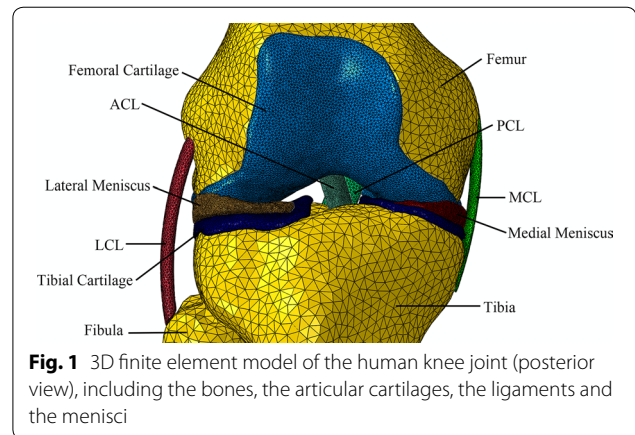 Femoral Cartilage
Femur
ACL
PCL
Lateral Meniscus
MCL
LCL
Medial Meniscus
Tibial Cartilage
Tibia
Fibula
Fig. 1 3D finite element model of the human knee joint (posterior
view), including the bones, the articular cartilages, the ligaments and
the menisci